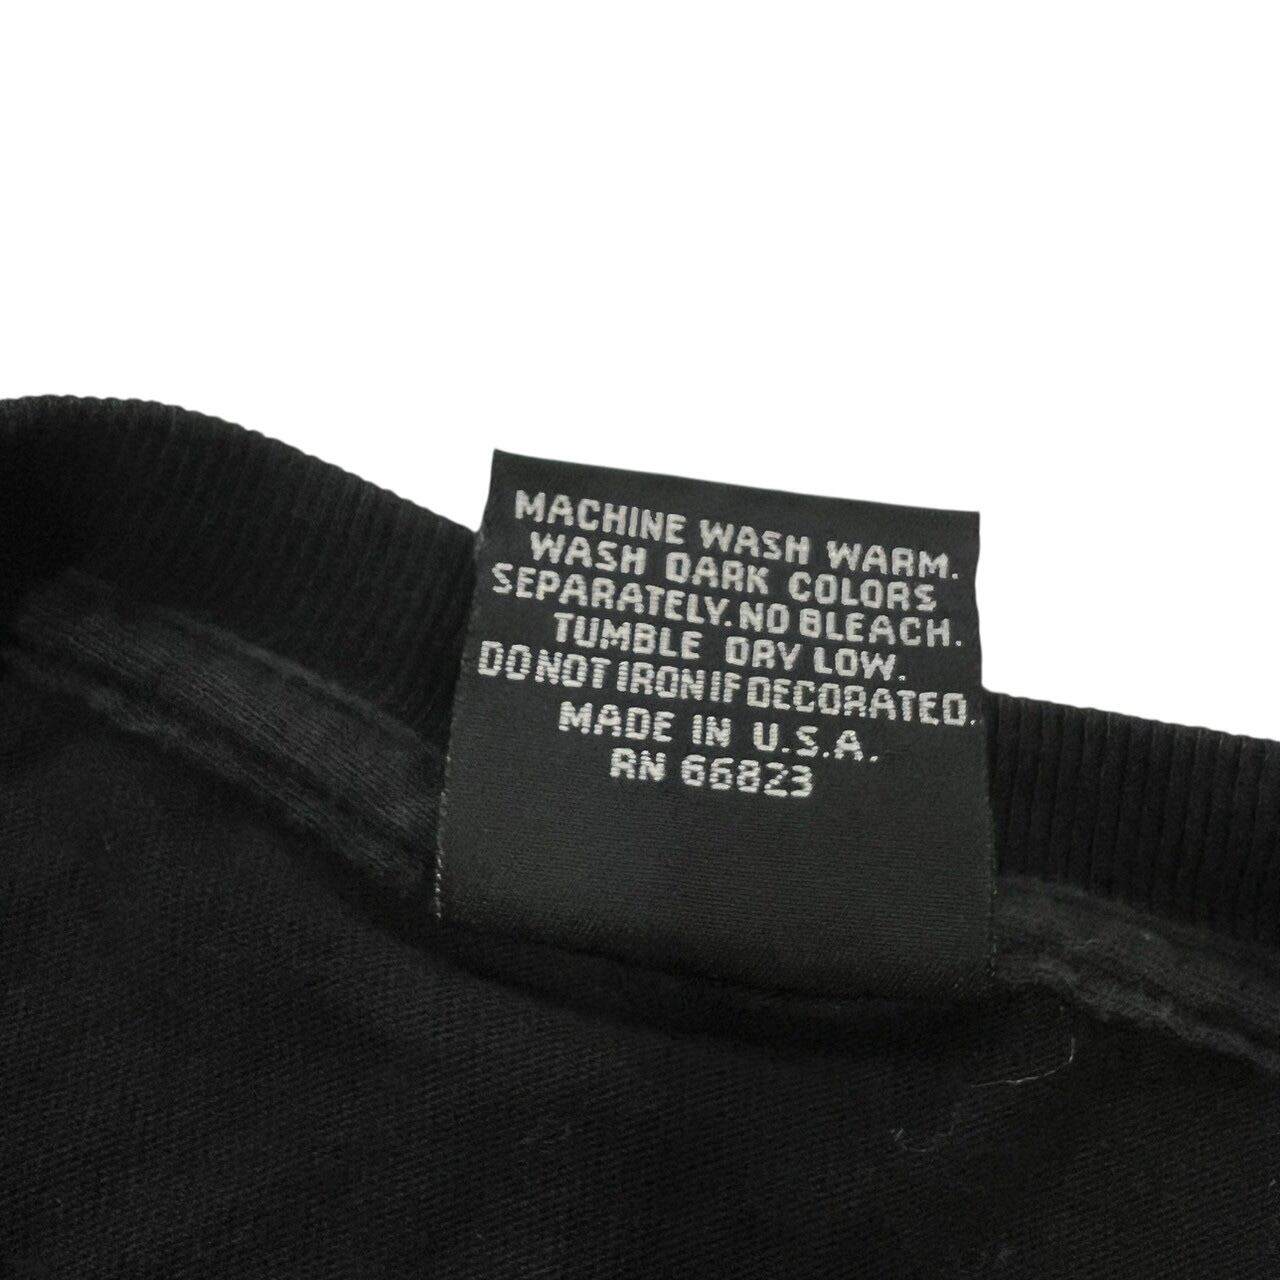 MACHINE WASH WARM.
WASH DARK COLORS
SEPARATELY. NO BLEACH.
TUMBLE DRY LOW.
DO NOT IRON IF DECORATED.
MADE IN U.S.A.
RN 66823